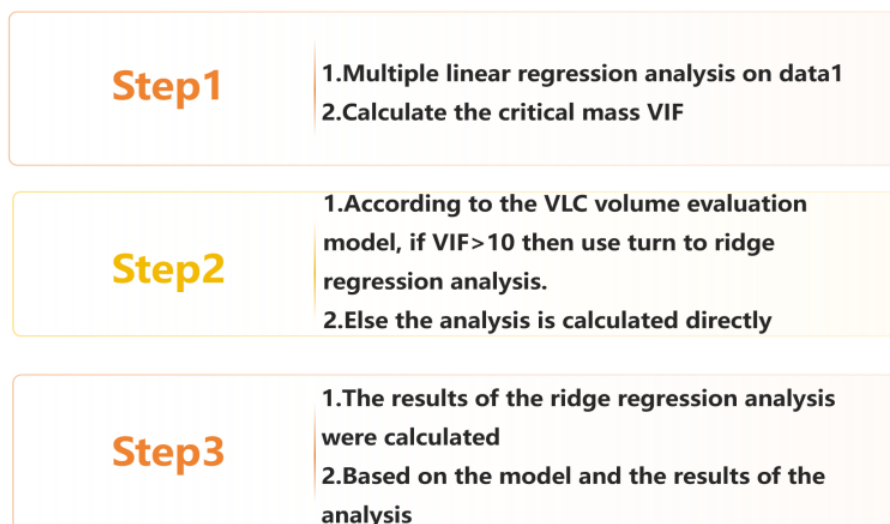 Step1
1.Multiple linear regression analysis on data1
2.Calculate the critical mass VIF
Step2
1.According to the VLC volume evaluation
model, if VIF>10 then use turn to ridge
regression analysis.
2.Else the analysis is calculated directly
Step3
1.The results of the ridge regression analysis
were calculated
2.Based on the model and the results of the
analysis